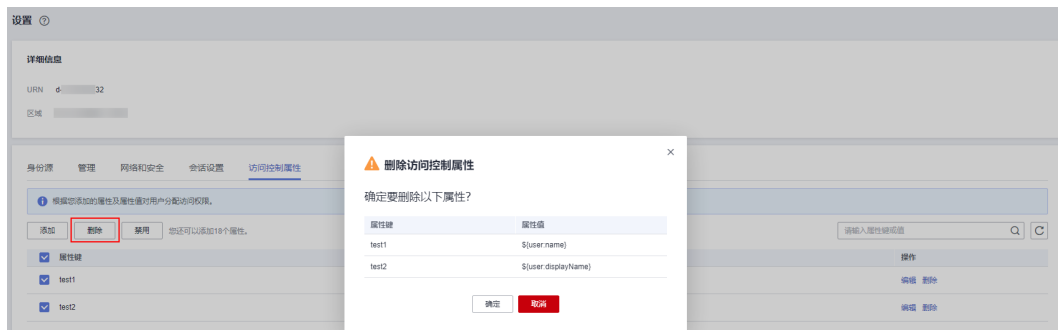 设置
详细信息
URN d 32
区域
身份源 管理 网络和安全 会话设置 访问控制属性
根据您添加的属性及属性值对用户分配访问权限。
添加 删除 禁用 您还可以添加18个属性。
请输入属性键或值
属性键 操作
test1 编辑 删除
test2 编辑 删除
删除访问控制属性
确定要删除以下属性?
属性键 属性值
test1 ${user:name}
test2 ${user:displayName}
确定 取消